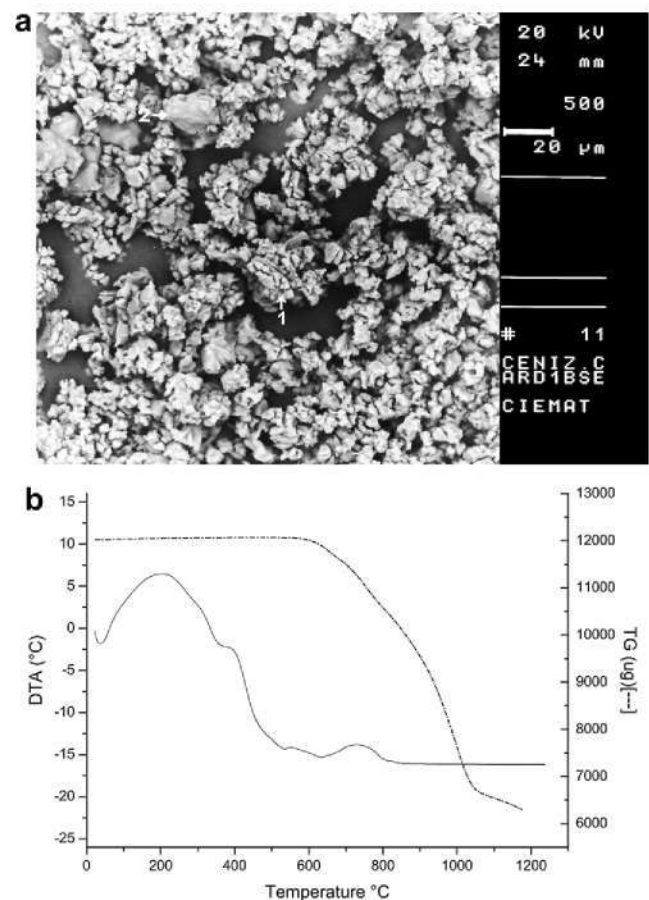 a
20 kV
24 mm
500
20 µm
2
1
# 11
CENIZ.C
ARD1BSE
CIEMAT
b
15
10
5
0
-5
-10
-15
-20
-25
DTA (°C)
13000
12000
11000
10000
9000
8000
7000
6000
TG (ug)[---]
0 200 400 600 800 1000 1200
Temperature °C